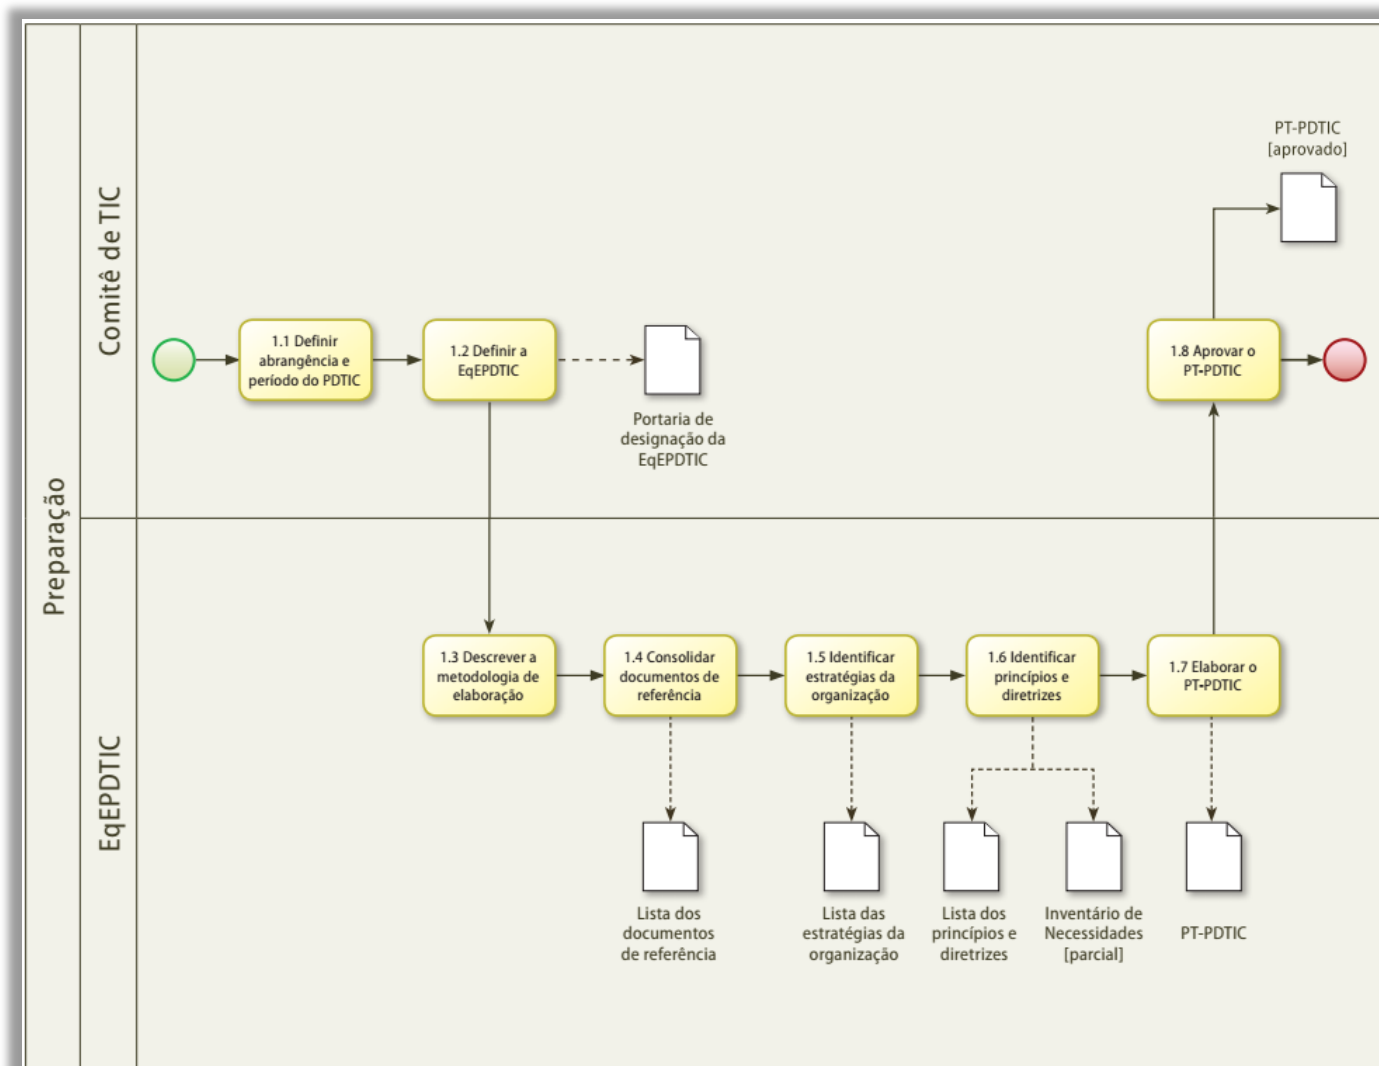 Preparação
Comitê de TIC
PT-PDTIC
[aprovado]
1.1 Definir
abrangência e
período do PDTIC
1.2 Definir a
EqEPDTIC
Portaria de
designação da
EqEPDTIC
1.8 Aprovar o
PT-PDTIC
EqEPDTIC
1.3 Descrever a
metodologia de
elaboração
1.4 Consolidar
documentos de
referência
1.5 Identificar
estratégias da
organização
1.6 Identificar
princípios e
diretrizes
1.7 Elaborar o
PT-PDTIC
Lista dos
documentos
de referência
Lista das
estratégias da
organização
Lista dos
princípios e
diretrizes
Inventário de
Necessidades
[parcial]
PT-PDTIC